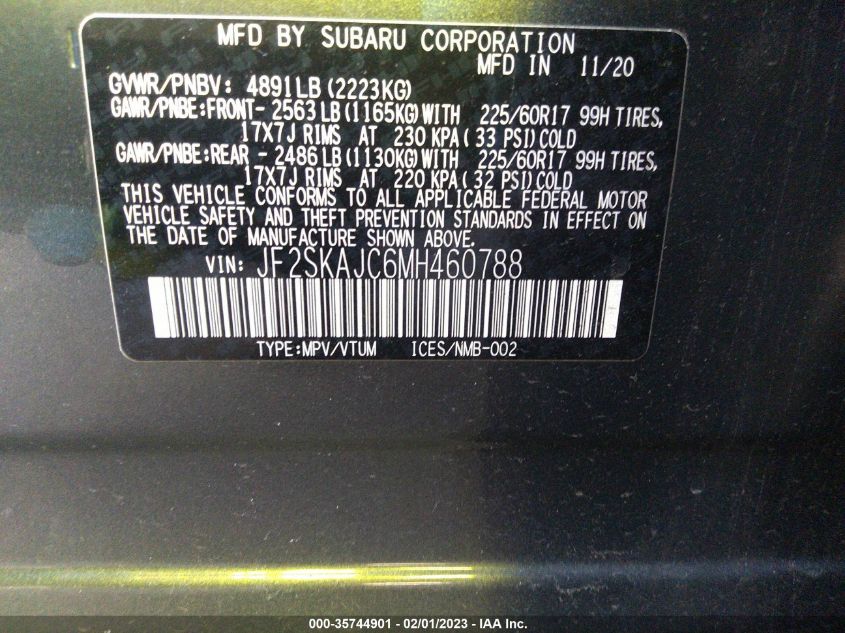 MFD BY SUBARU CORPORATION
MFD IN 11/20
GVWR/PNBV: 4891LB (2223KG)
GAWR/PNBE:FRONT- 2563 LB (1165KG) WITH 225/60R17 99H TIRES,
17X7J RIMS AT 230 KPA ( 33 PSI) COLD
GAWR/PNBE:REAR - 2486 LB (1130KG) WITH 225/60R17 99H TIRES,
17X7J RIMS AT 220 KPA ( 32 PSI) COLD
THIS VEHICLE CONFORMS TO ALL APPLICABLE FEDERAL MOTOR
VEHICLE SAFETY AND THEFT PREVENTION STANDARDS IN EFFECT ON
THE DATE OF MANUFACTURE SHOWN ABOVE.
VIN: JF2SKAJC6MH460788
TYPE:MPV/VTUM ICES/NMB-002
000-35744901 - 02/01/2023 - IAA Inc.